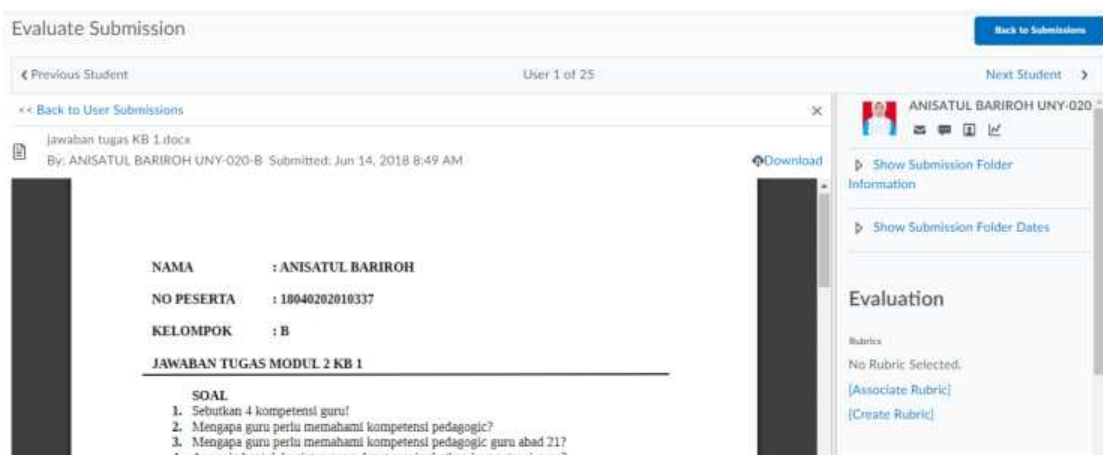 Evaluate Submission
Back to Submissions
Previous Student
User 1 of 25
Next Student
<< Back to User Submissions
jawaban tugas KB 1.docx
By: ANISATUL BARIROH UNY-020-B Submitted: Jun 14, 2018 8:49 AM
Download
NAMA : ANISATUL BARIROH
NO PESERTA : 18040202010337
KELOMPOK : B
JAWABAN TUGAS MODUL 2 KB 1
SOAL
1. Sebutkan 4 kompetensi guru!
2. Mengapa guru perlu memahami kompetensi pedagogic?
3. Mengapa guru perlu memahami kompetensi pedagogic guru abad 21?
ANISATUL BARIROH UNY-020
Show Submission Folder
Information
Show Submission Folder Dates
Evaluation
Rubrics
No Rubric Selected.
[Associate Rubric]
[Create Rubric]